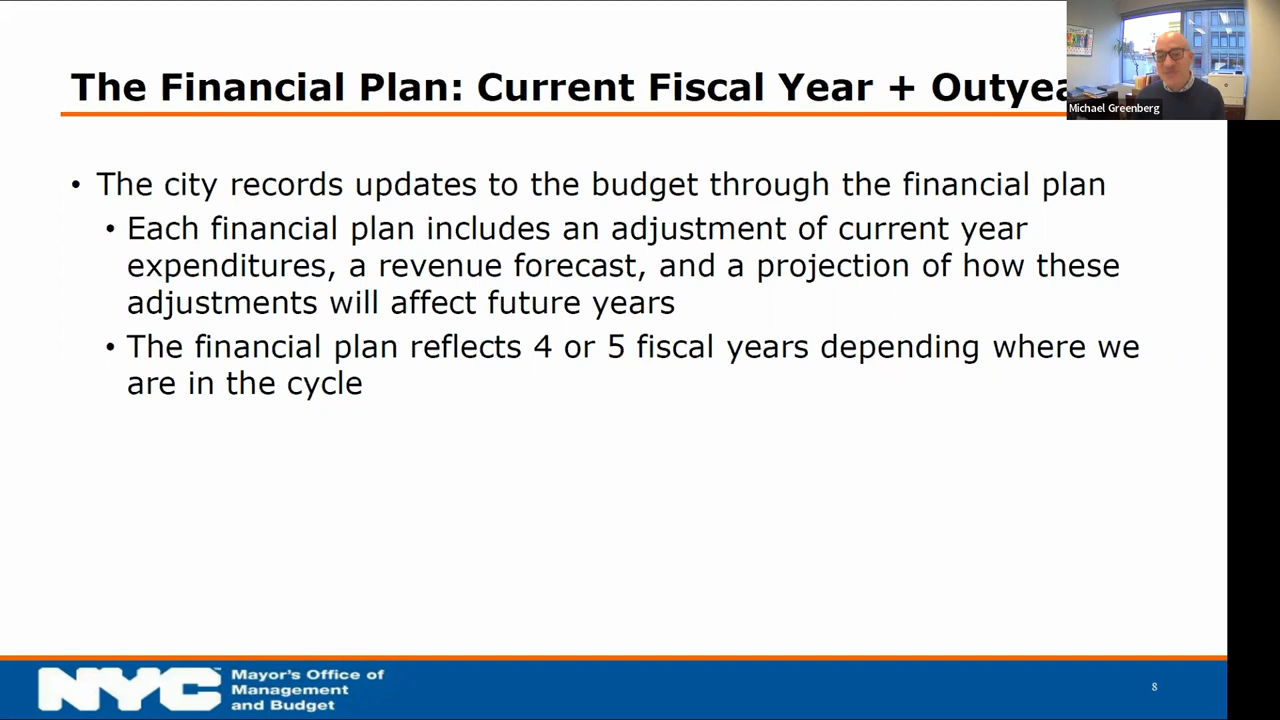 The Financial Plan: Current Fiscal Year + Outyea
Michael Greenberg
• The city records updates to the budget through the financial plan
• Each financial plan includes an adjustment of current year
expenditures, a revenue forecast, and a projection of how these
adjustments will affect future years
• The financial plan reflects 4 or 5 fiscal years depending where we
are in the cycle
NYC
Mayor's Office of
Management
and Budget
8